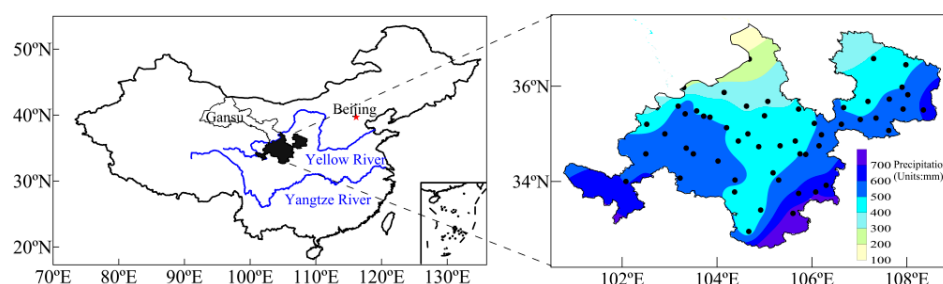 50ºN
40ºN
30ºN
20ºN
70ºE
80ºE
90ºE
100ºE
110ºE
120ºE
130ºE
Gansu
Beijing
Yellow River
Yangtze River
36ºN
34ºN
102ºE
104ºE
106ºE
108ºE
700
600
500
400
300
200
100
Precipitation
(Units:mm)